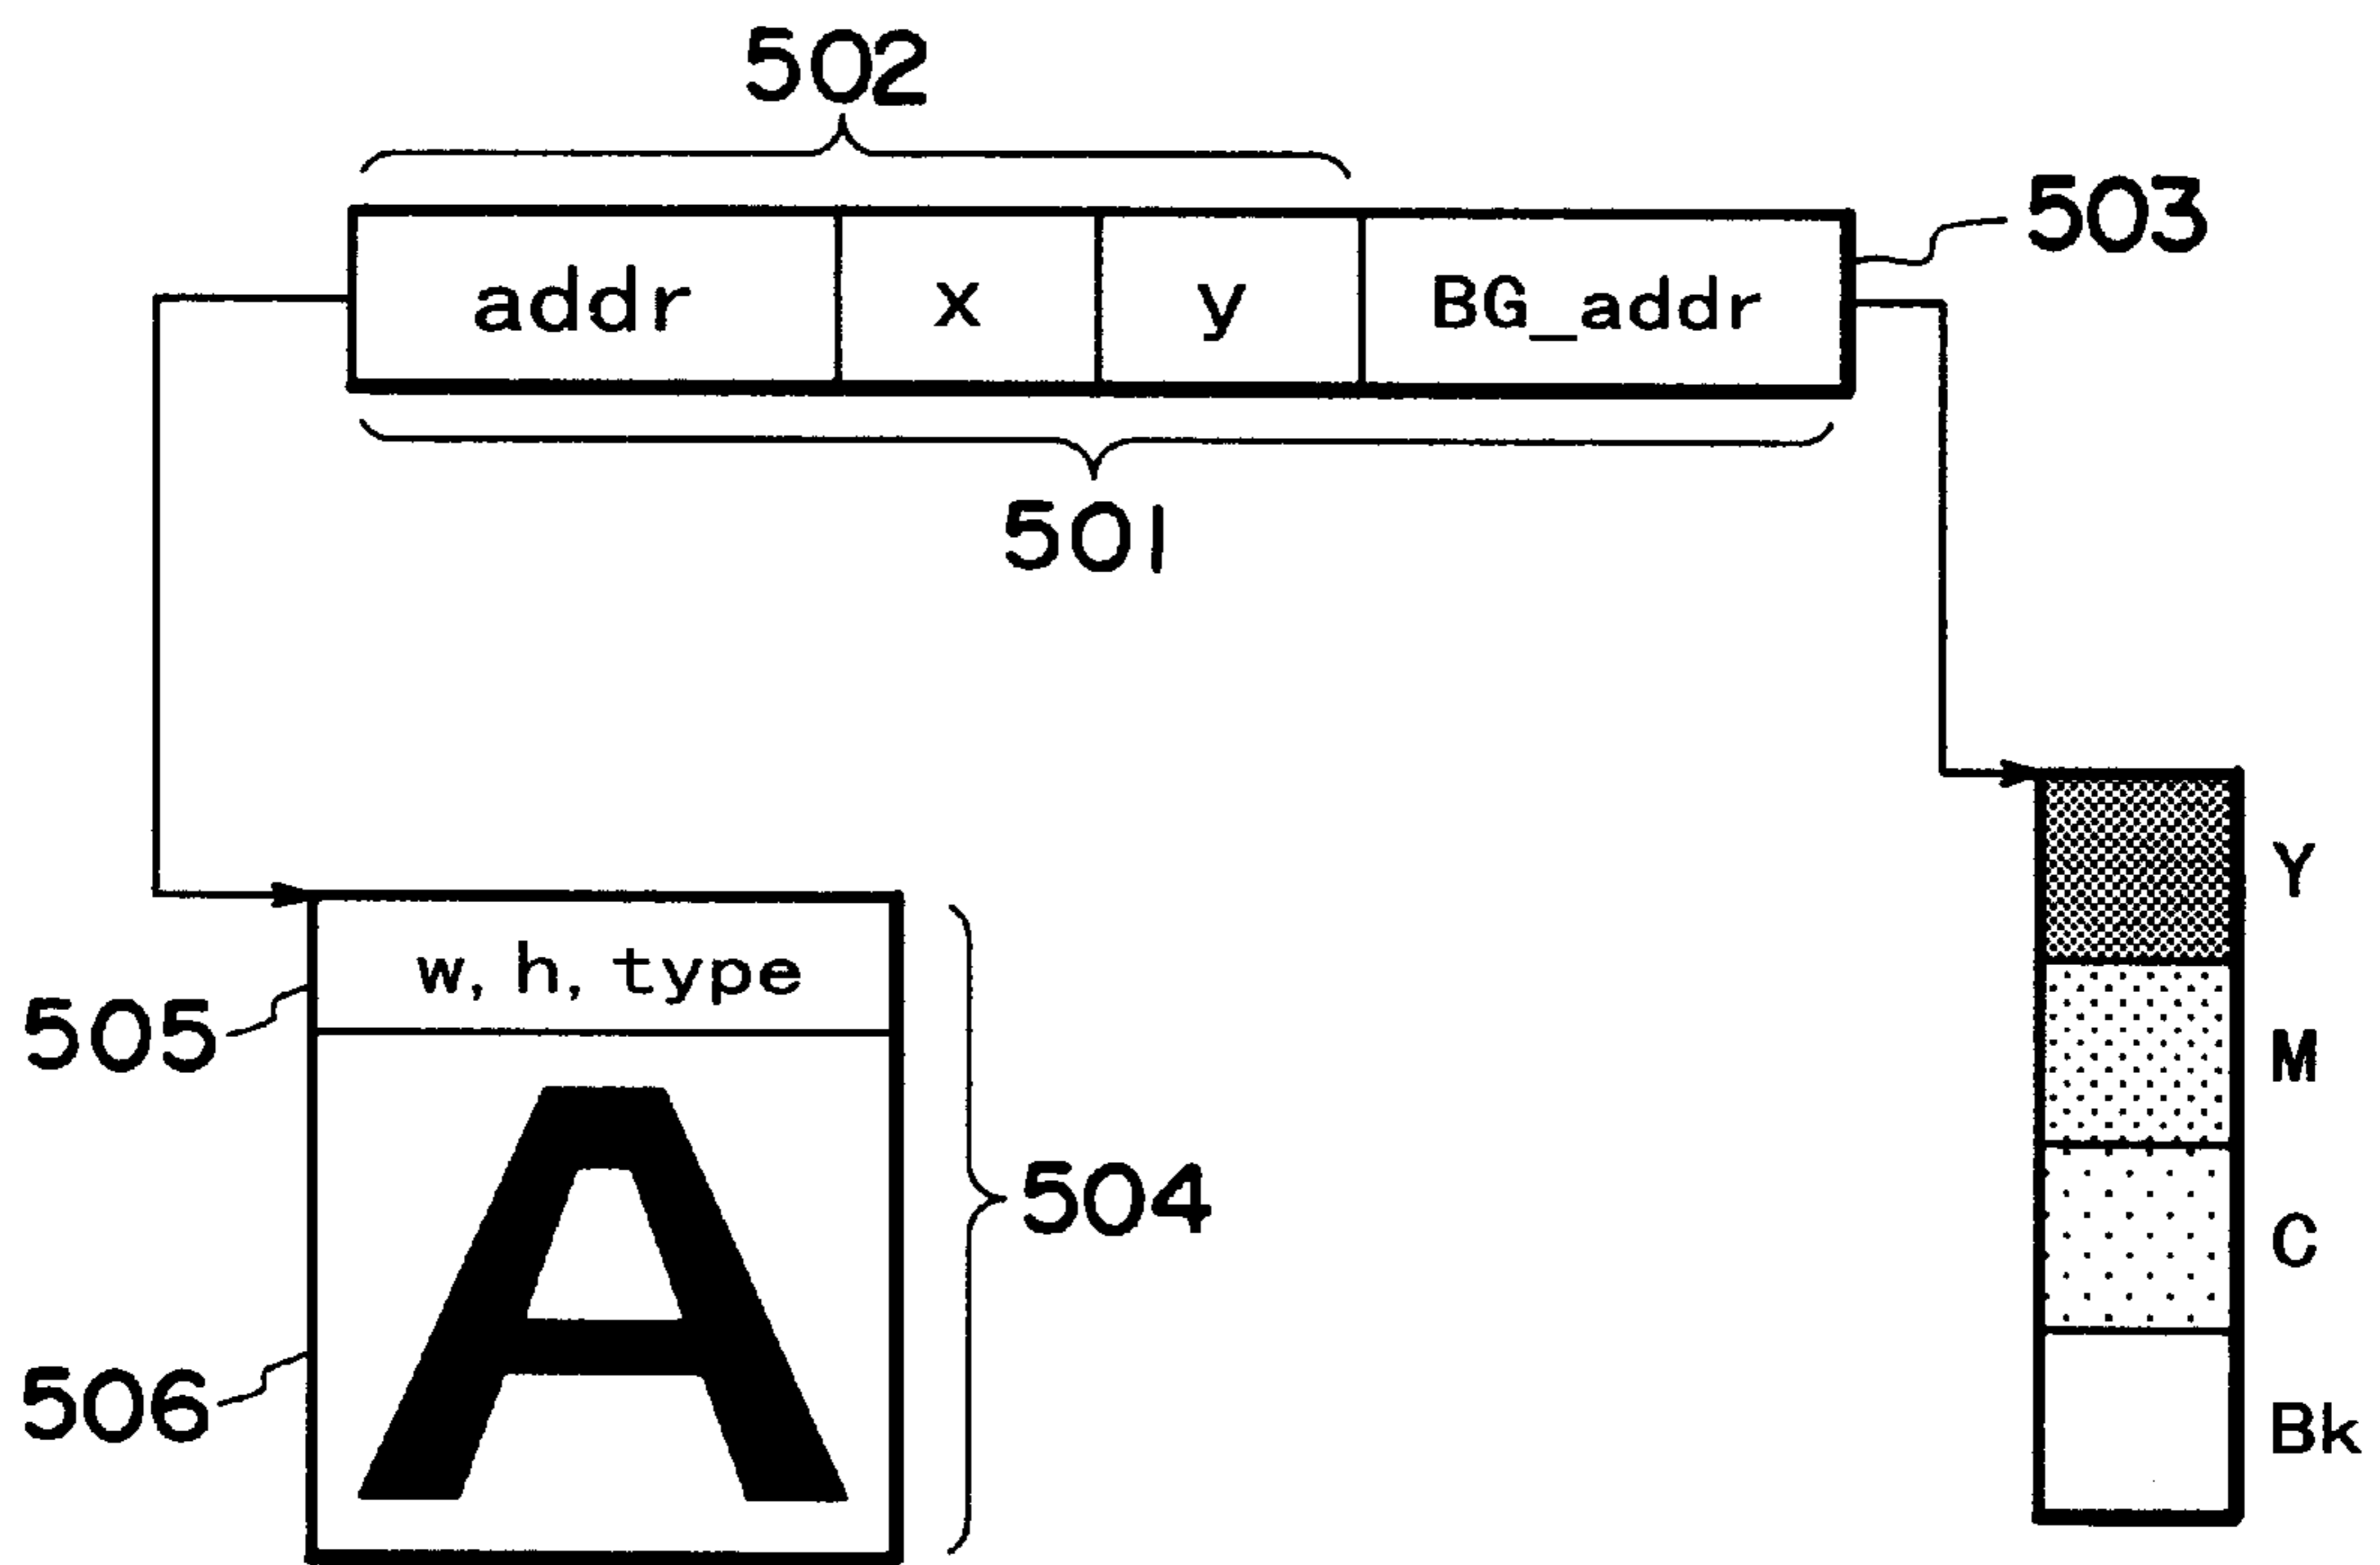 502
503
addr x y BG_addr
501
w, h, type
505
A
504
506
Y
M
C
Bk